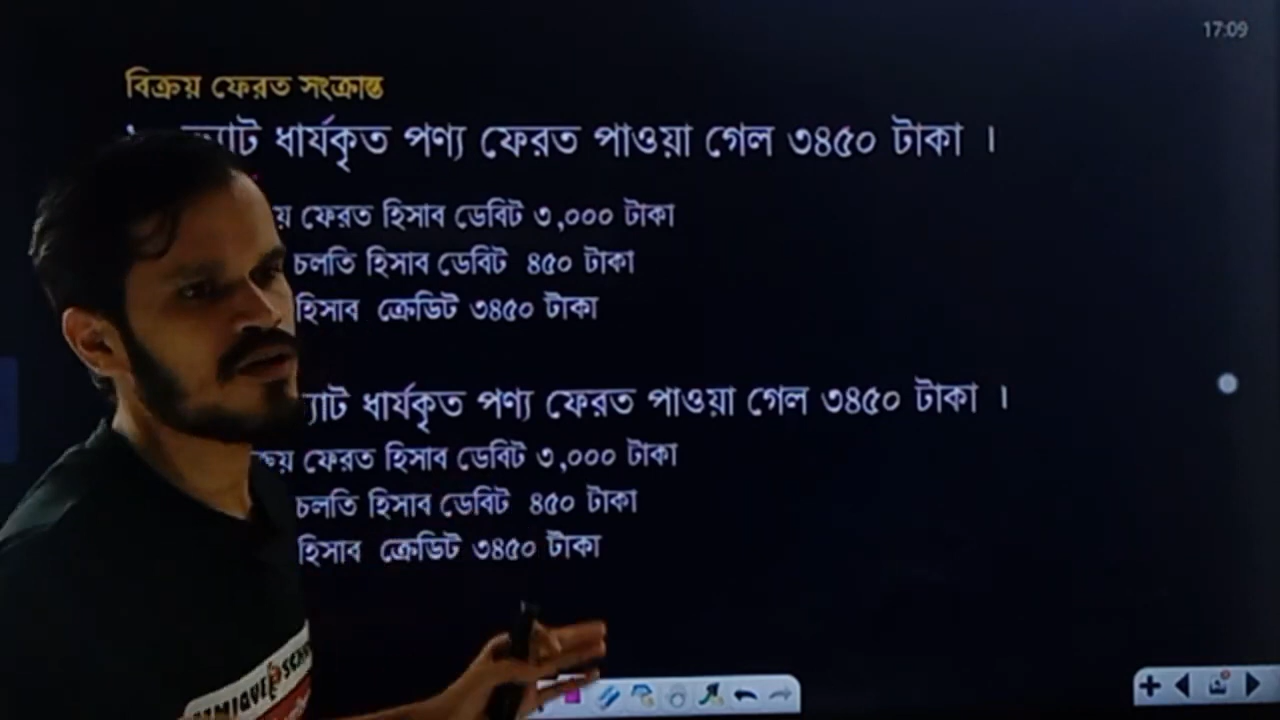 17:09
বিক্রয় ফেরত সংক্রান্ত
ধার্যকৃত পণ্য ফেরত পাওয়া গেল ৩৪৫০ টাকা ।
ফেরত হিসাব ডেবিট ৩,০০০ টাকা
চলতি হিসাব ডেবিট ৪৫০ টাকা
হিসাব ক্রেডিট ৩৪৫০ টাকা
ধার্যকৃত পণ্য ফেরত পাওয়া গেল ৩৪৫০ টাকা ।
ফেরত হিসাব ডেবিট ৩,০০০ টাকা
চলতি হিসাব ডেবিট ৪৫০ টাকা
হিসাব ক্রেডিট ৩৪৫০ টাকা